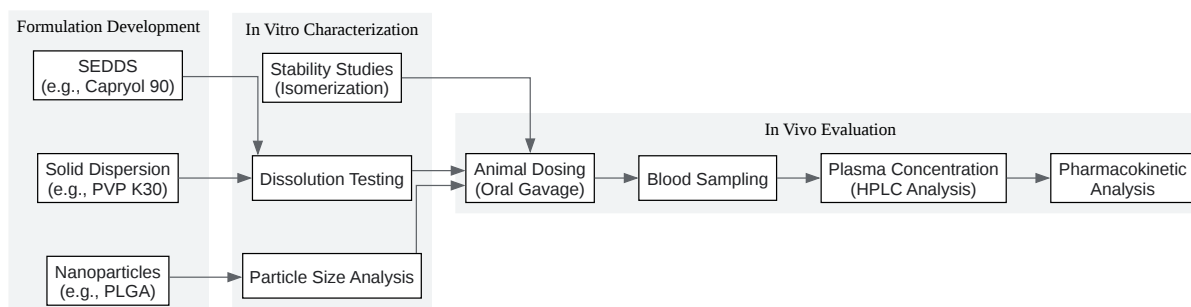 Formulation Development
SEDDS
(e.g., Capryol 90)
Solid Dispersion
(e.g., PVP K30)
Nanoparticles
(e.g., PLGA)
In Vitro Characterization
Stability Studies
(Isomerization)
Dissolution Testing
Particle Size Analysis
In Vivo Evaluation
Animal Dosing
(Oral Gavage)
Blood Sampling
Plasma Concentration
(HPLC Analysis)
Pharmacokinetic
Analysis